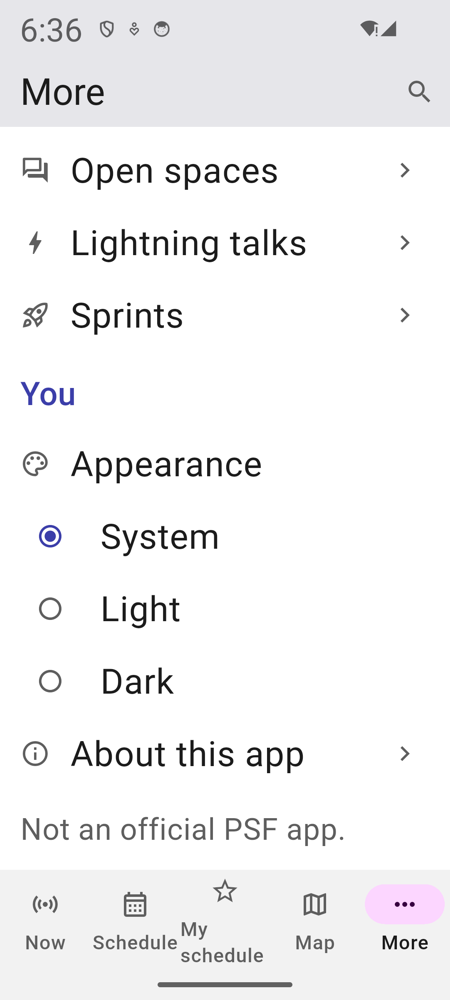 6:36
More
Open spaces
Lightning talks
Sprints
You
Appearance
System
Light
Dark
About this app
Not an official PSF app.
Now
Schedule
My
schedule
Map
More